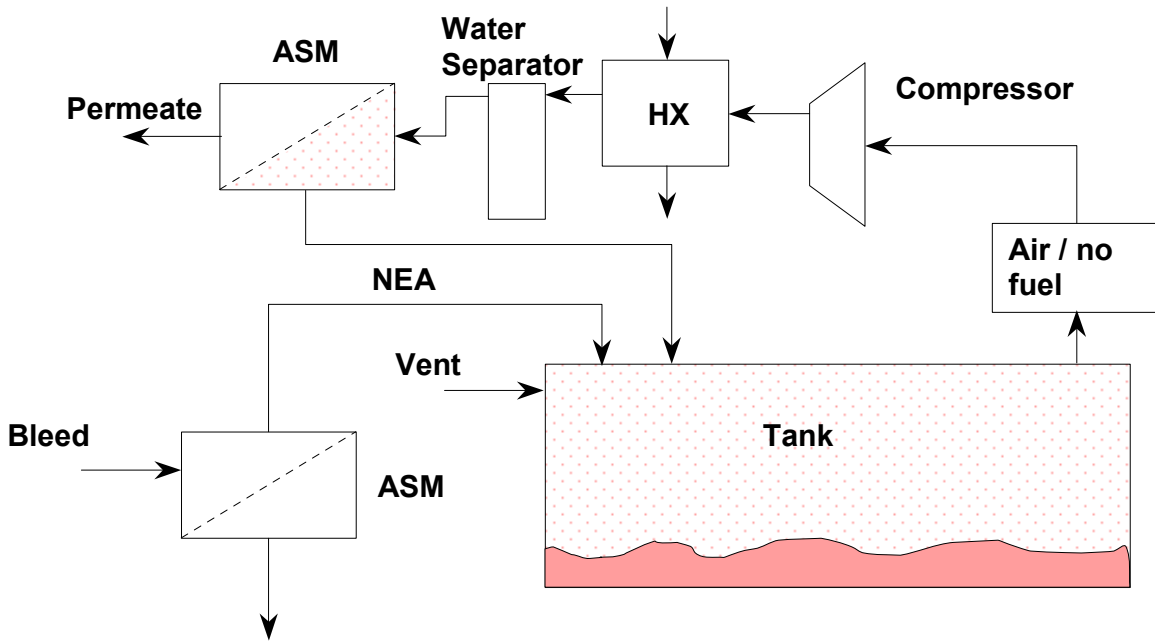 ASM
Water
Separator
Permeate
HX
Compressor
Air / no
fuel
NEA
Vent
Bleed
Tank
ASM